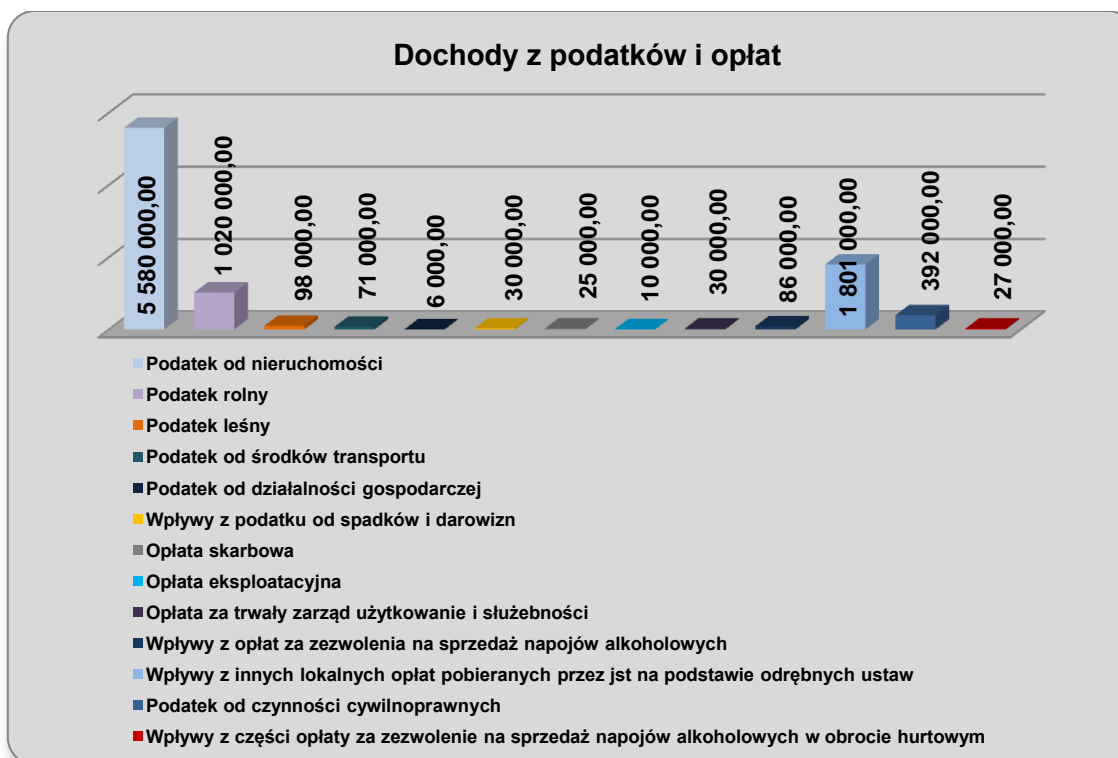 Dochody z podatków i opłat
5 580 000,00
1 020 000,00
98 000,00
71 000,00
6 000,00
30 000,00
25 000,00
10 000,00
30 000,00
86 000,00
1 801 000,00
392 000,00
27 000,00
Podatek od nieruchomości
Podatek rolny
Podatek leśny
Podatek od środków transportu
Podatek od działalności gospodarczej
Wpływy z podatku od spadków i darowizn
Opłata skarbowa
Opłata eksploatacyjna
Opłata za trwały zarząd użytkowanie i służebności
Wpływy z opłat za zezwolenia na sprzedaż napojów alkoholowych
Wpływy z innych lokalnych opłat pobieranych przez jst na podstawie odrębnych ustaw
Podatek od czynności cywilnoprawnych
Wpływy z części opłaty za zezwolenie na sprzedaż napojów alkoholowych w obrocie hurtowym